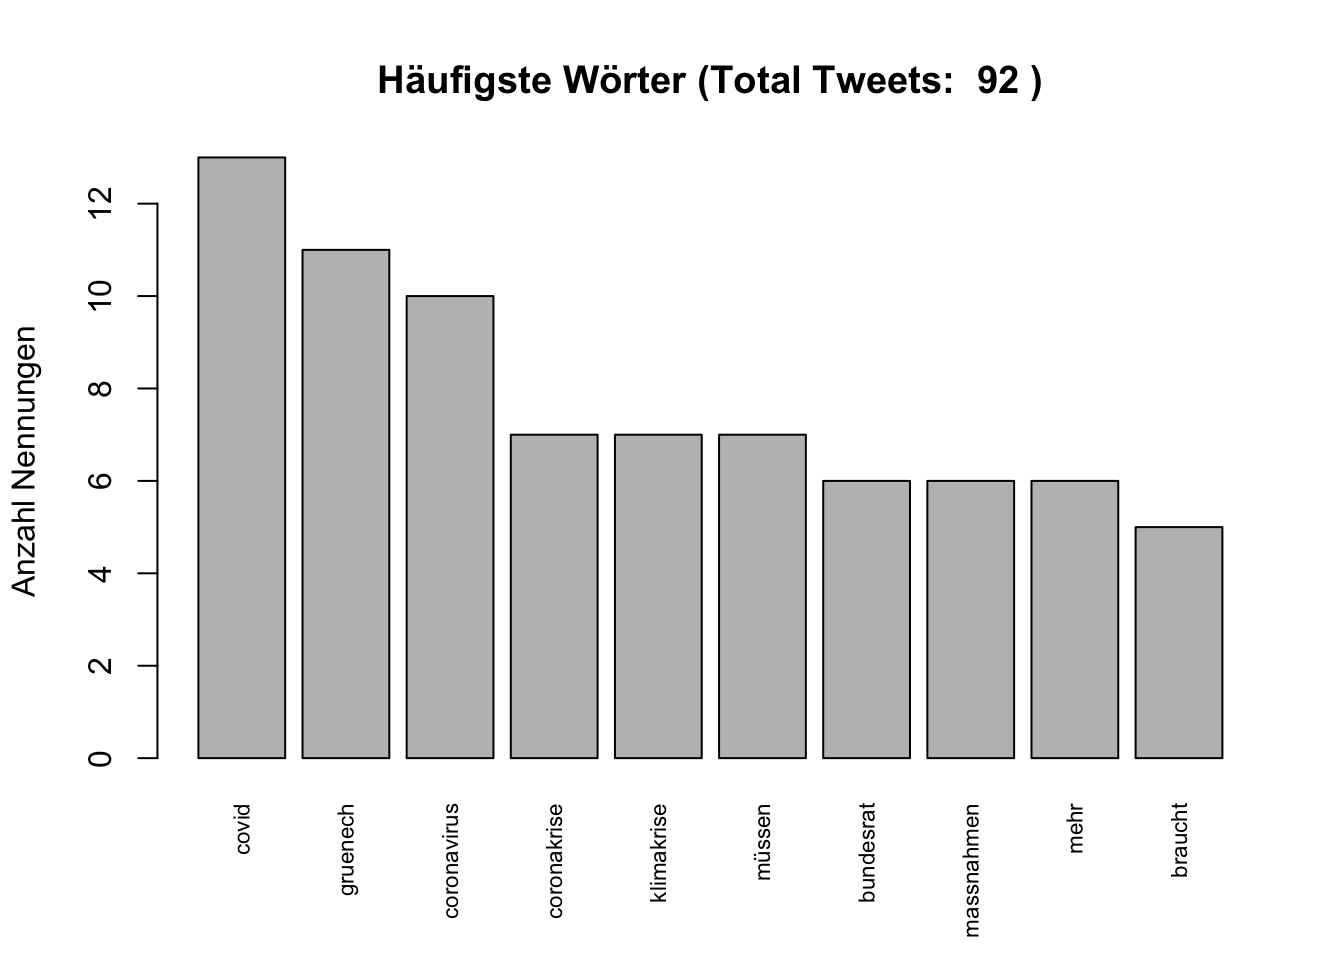 Häufigste Wörter (Total Tweets:  92 )
Anzahl Nennungen
12
10
8
6
4
2
0
covid
gruenech
coronavirus
coronakrise
klimakrise
müssen
bundesrat
massnahmen
mehr
braucht